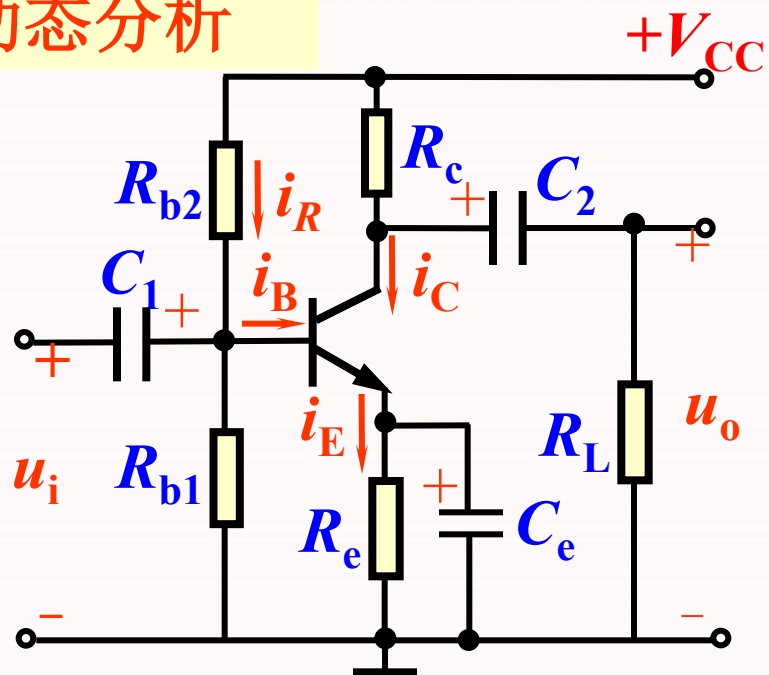 动态分析
+VCC
Rb2
iR
Rc
+
C2
C1
+
iB
iC
+
+
ui
Rb1
iE
+
Re
Ce
RL
uo
−
−